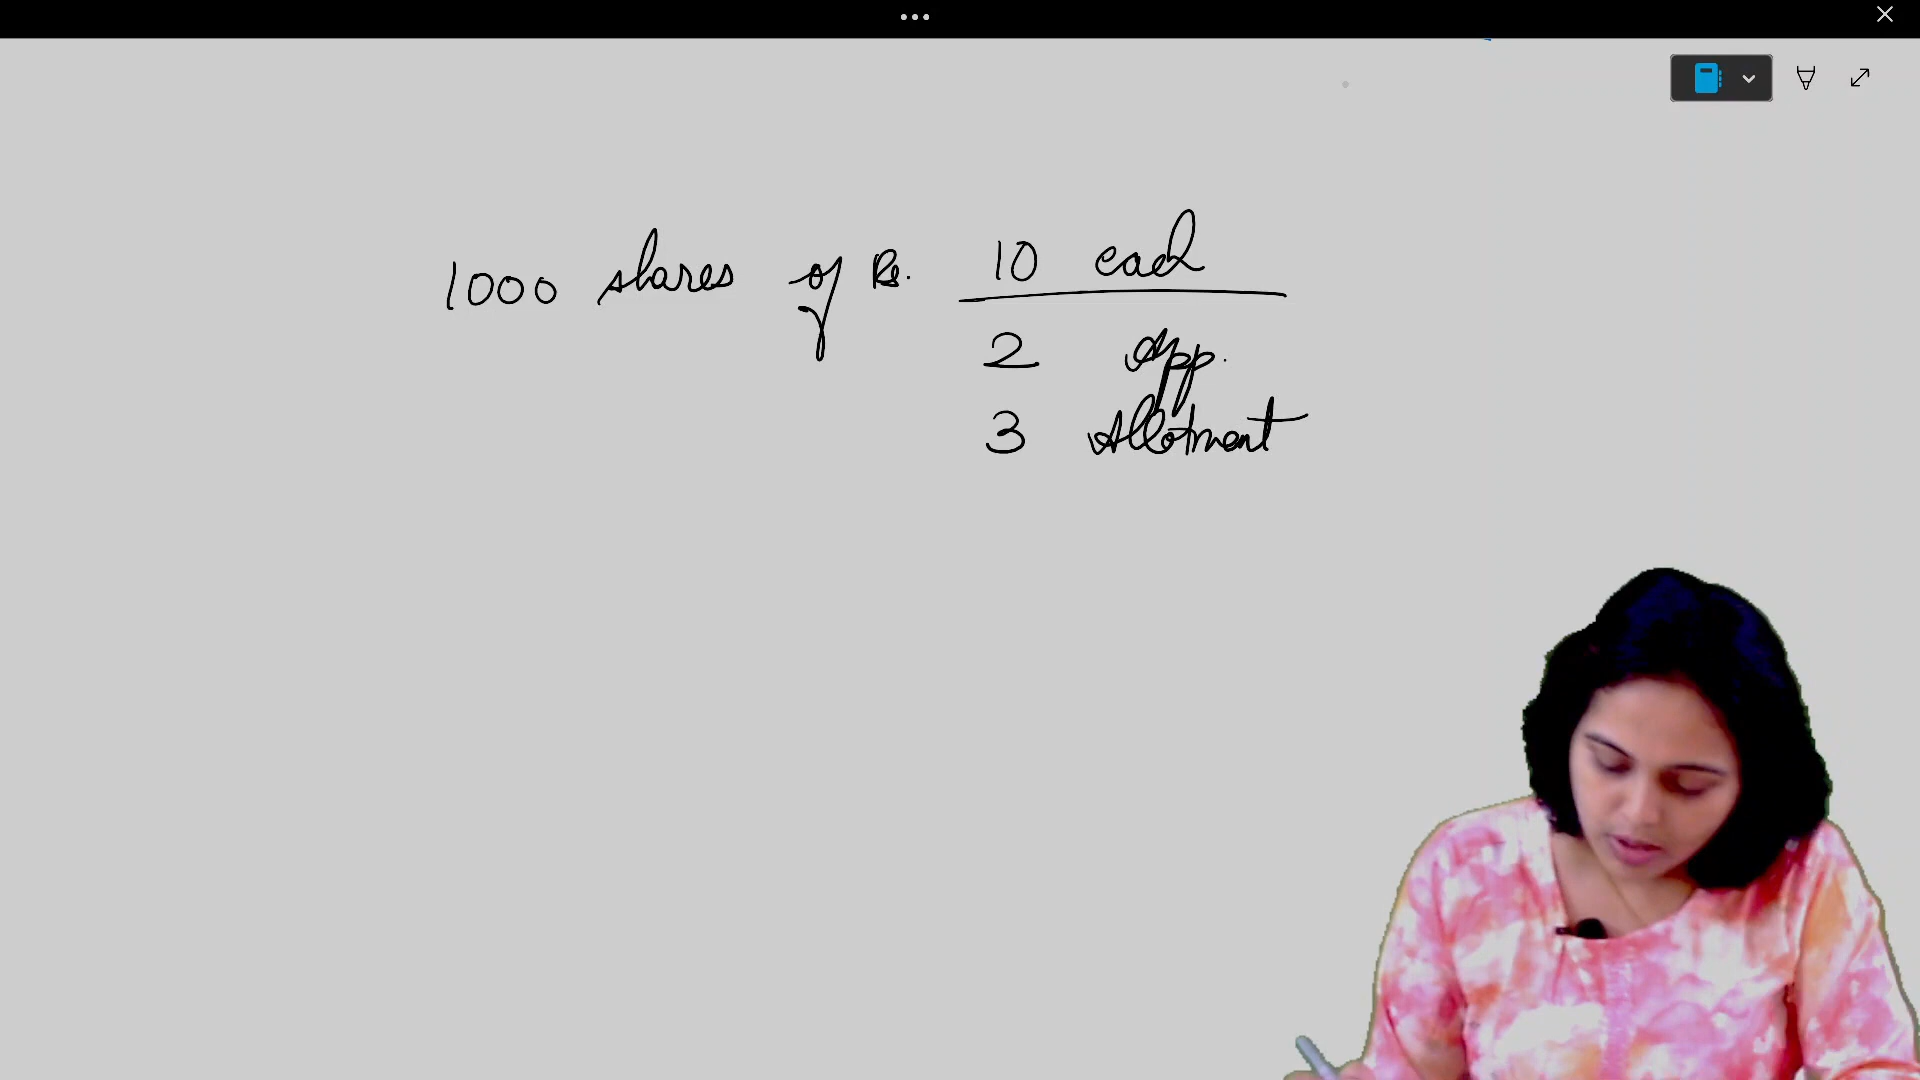 1000 shares of Rs. 10 each
2 App.
3 Allotment